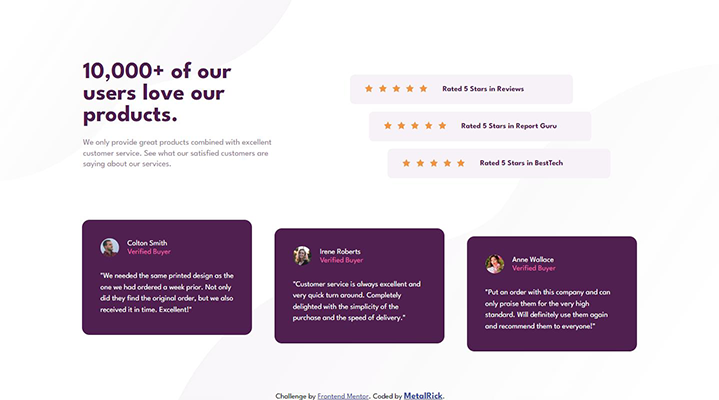 10,000+ of our
users love our
products.
We only provide great products combined with excellent
customer service. See what our satisfied customers are
saying about our services.
Rated 5 Stars in Reviews
Rated 5 Stars in Report Guru
Rated 5 Stars in BestTech
Colton Smith
Verified Buyer
"We needed the same printed design as the
one we had ordered a week prior. Not only
did they find the original order, but we also
received it in time. Excellent!"
Irene Roberts
Verified Buyer
"Customer service is always excellent and
very quick turn around. Completely
delighted with the simplicity of the
purchase and the speed of delivery."
Anne Wallace
Verified Buyer
"Put an order with this company and can
only praise them for the very high
standard. Will definitely use them again
and recommend them to everyone!"
Challenge by Frontend Mentor. Coded by MetalRick.